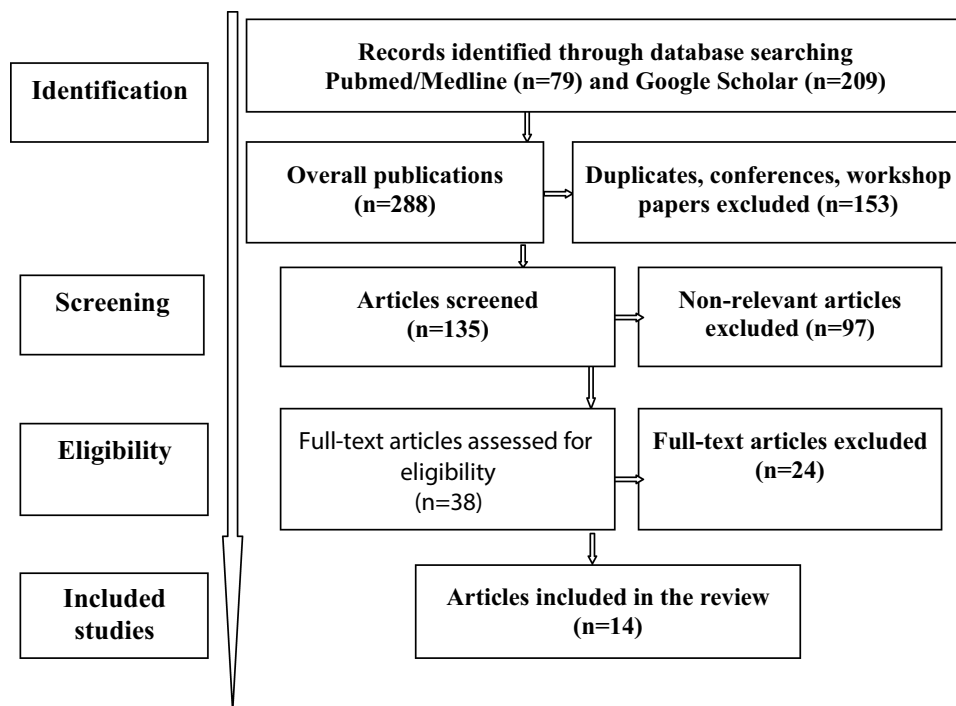 Identification
Records identified through database searching
Pubmed/Medline (n=79) and Google Scholar (n=209)
Overall publications
(n=288)
Duplicates, conferences, workshop
papers excluded (n=153)
Screening
Articles screened
(n=135)
Non-relevant articles
excluded (n=97)
Eligibility
Full-text articles assessed for
eligibility
(n=38)
Full-text articles excluded
(n=24)
Included
studies
Articles included in the review
(n=14)